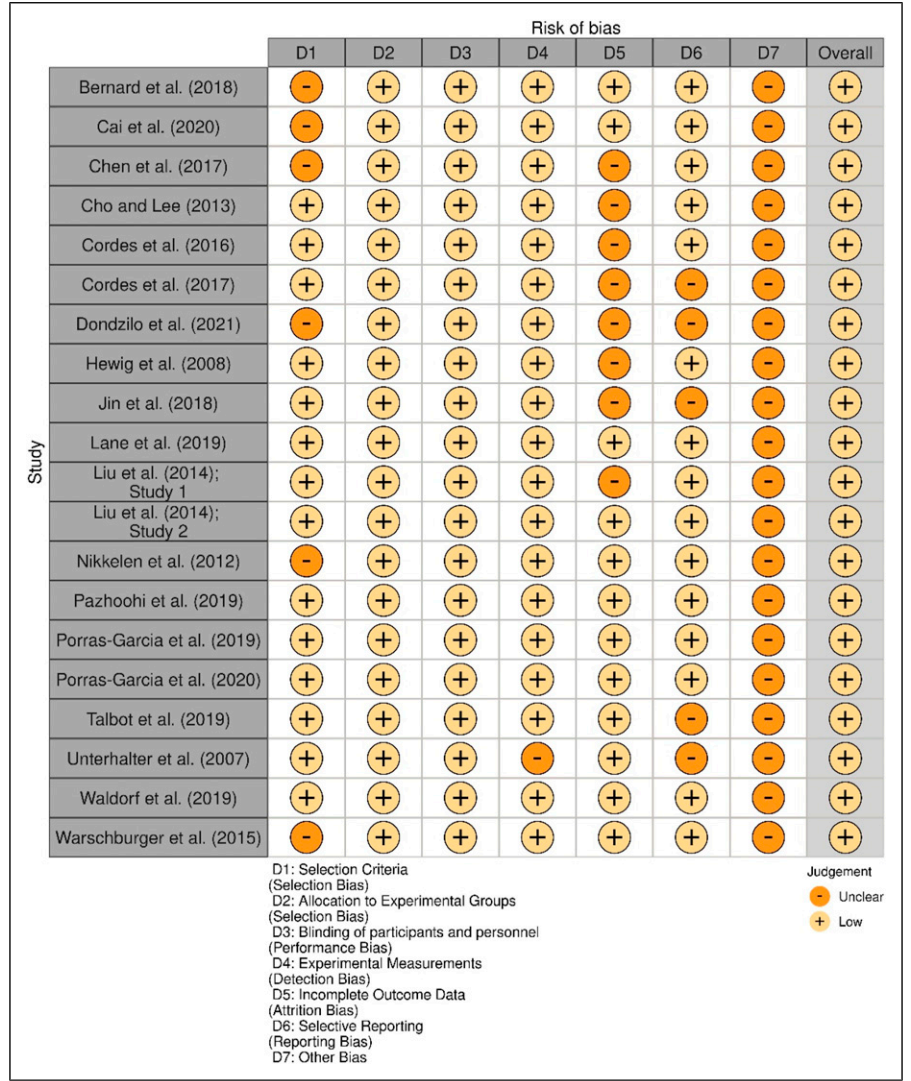 Risk of bias
D1 D2 D3 D4 D5 D6 D7 Overall
Study
Bernard et al. (2018) - + + + + + - +
Cai et al. (2020) - + + + + + - +
Chen et al. (2017) - + + + - + - +
Cho and Lee (2013) + + + + - + - +
Cordes et al. (2016) + + + + - + - +
Cordes et al. (2017) + + + + - - - +
Dondzilo et al. (2021) - + + + - - - +
Hewig et al. (2008) + + + + - + - +
Jin et al. (2018) + + + + - - - +
Lane et al. (2019) + + + + + + - +
Liu et al. (2014);
Study 1 + + + + - + - +
Liu et al. (2014);
Study 2 + + + + + + - +
Nikkelen et al. (2012) - + + + + + - +
Pazhoohi et al. (2019) + + + + + + - +
Porras-Garcia et al. (2019) + + + + + + - +
Porras-Garcia et al. (2020) + + + + + + - +
Talbot et al. (2019) + + + + + - - +
Unterhalter et al. (2007) + + + - + - - +
Waldorf et al. (2019) + + + + + + - +
Warschburger et al. (2015) - + + + + + - +
D1: Selection Criteria
(Selection Bias)
D2: Allocation to Experimental Groups
(Selection Bias)
D3: Blinding of participants and personnel
(Performance Bias)
D4: Experimental Measurements
(Detection Bias)
D5: Incomplete Outcome Data
(Attrition Bias)
D6: Selective Reporting
(Reporting Bias)
D7: Other Bias
Judgement
- Unclear
+ Low